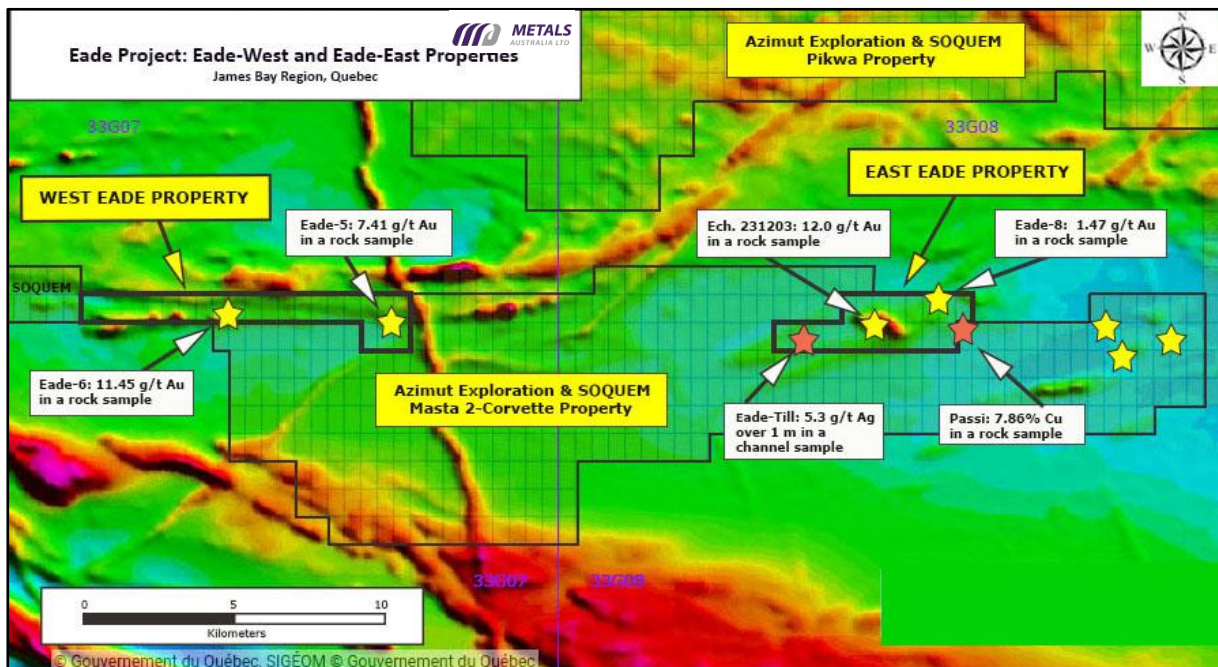 METALS
AUSTRALIA LTD
Eade Project: Eade-West and Eade-East Properties
James Bay Region, Quebec
Azimut Exploration & SOQUEM
Pikwa Property
N
W
E
S
33G07
33G08
WEST EADE PROPERTY
EAST EADE PROPERTY
Eade-5: 7.41 g/t Au
in a rock sample
Ech. 231203: 12.0 g/t Au
in a rock sample
Eade-8: 1.47 g/t Au
in a rock sample
SOQUEM
Eade-6: 11.45 g/t Au
in a rock sample
Azimut Exploration & SOQUEM
Masta 2-Corvette Property
Eade-Till: 5.3 g/t Ag
over 1 m in a
channel sample
Passi: 7.86% Cu
in a rock sample
33G07
33G08
0
5
10
Kilometers
© Gouvernement du Québec, SIGÉOM © Gouvernement du Québec